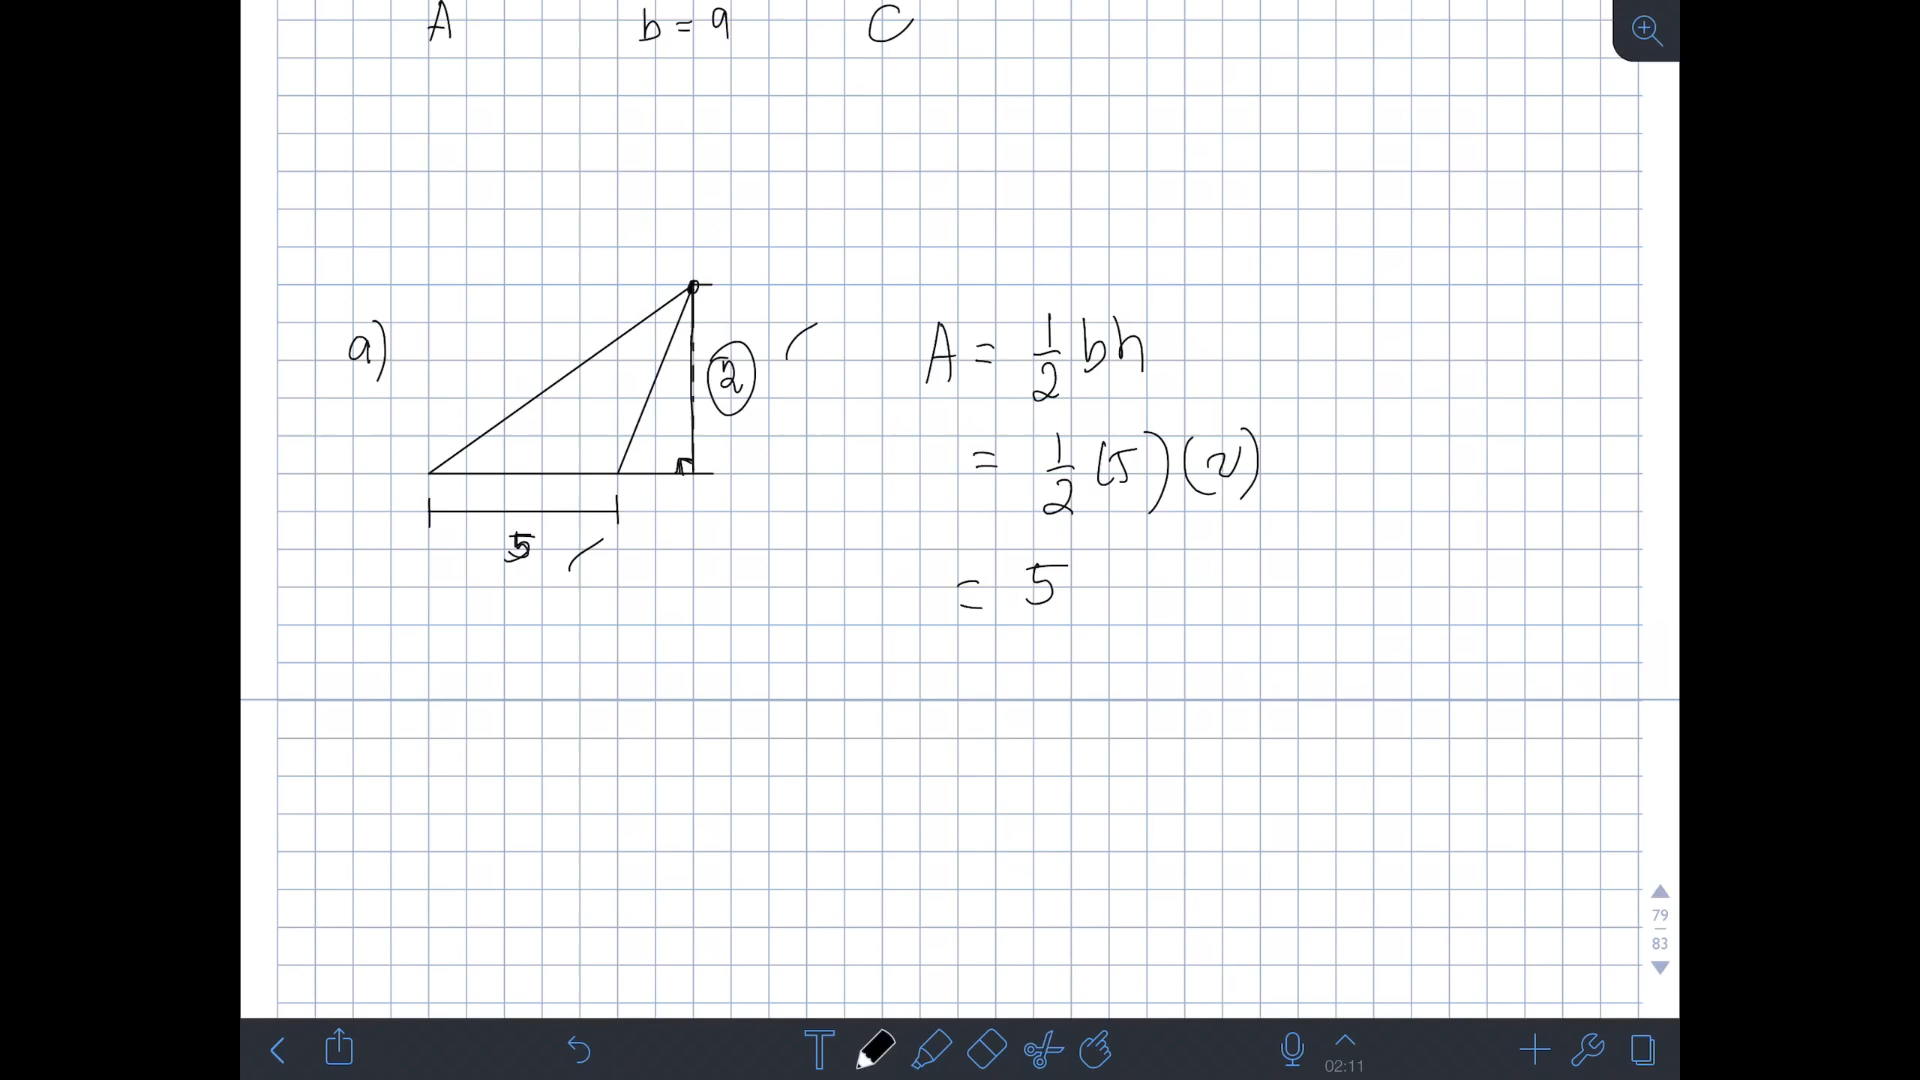 A b = 9 C
a) 2 A = 1/2 bh
= 1/2 (5)(2)
5
= 5
79
83
T
02:11